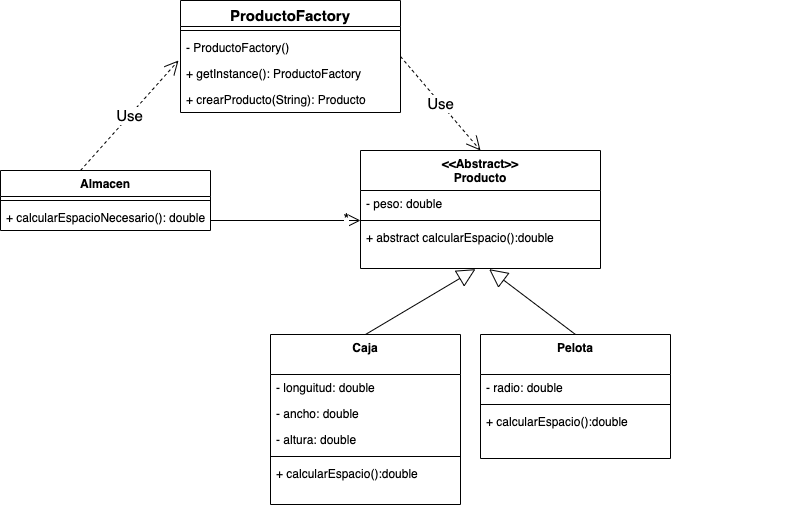 ProductoFactory
- ProductoFactory()
+ getInstance(): ProductoFactory
+ crearProducto(String): Producto
Use
Use
Almacen
+ calcularEspacioNecesario(): double
*
<<Abstract>>
Producto
- peso: double
+ abstract calcularEspacio():double
Caja
- longuitud: double
- ancho: double
- altura: double
+ calcularEspacio():double
Pelota
- radio: double
+ calcularEspacio():double